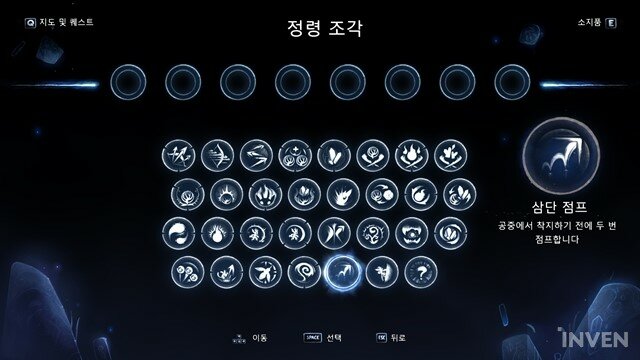 Q 지도 및 퀘스트
정령 조각
소지품 E
삼단 점프
공중에서 착지하기 전에 두 번
점프합니다
이동
SPACE 선택
ESC 뒤로
INVEN